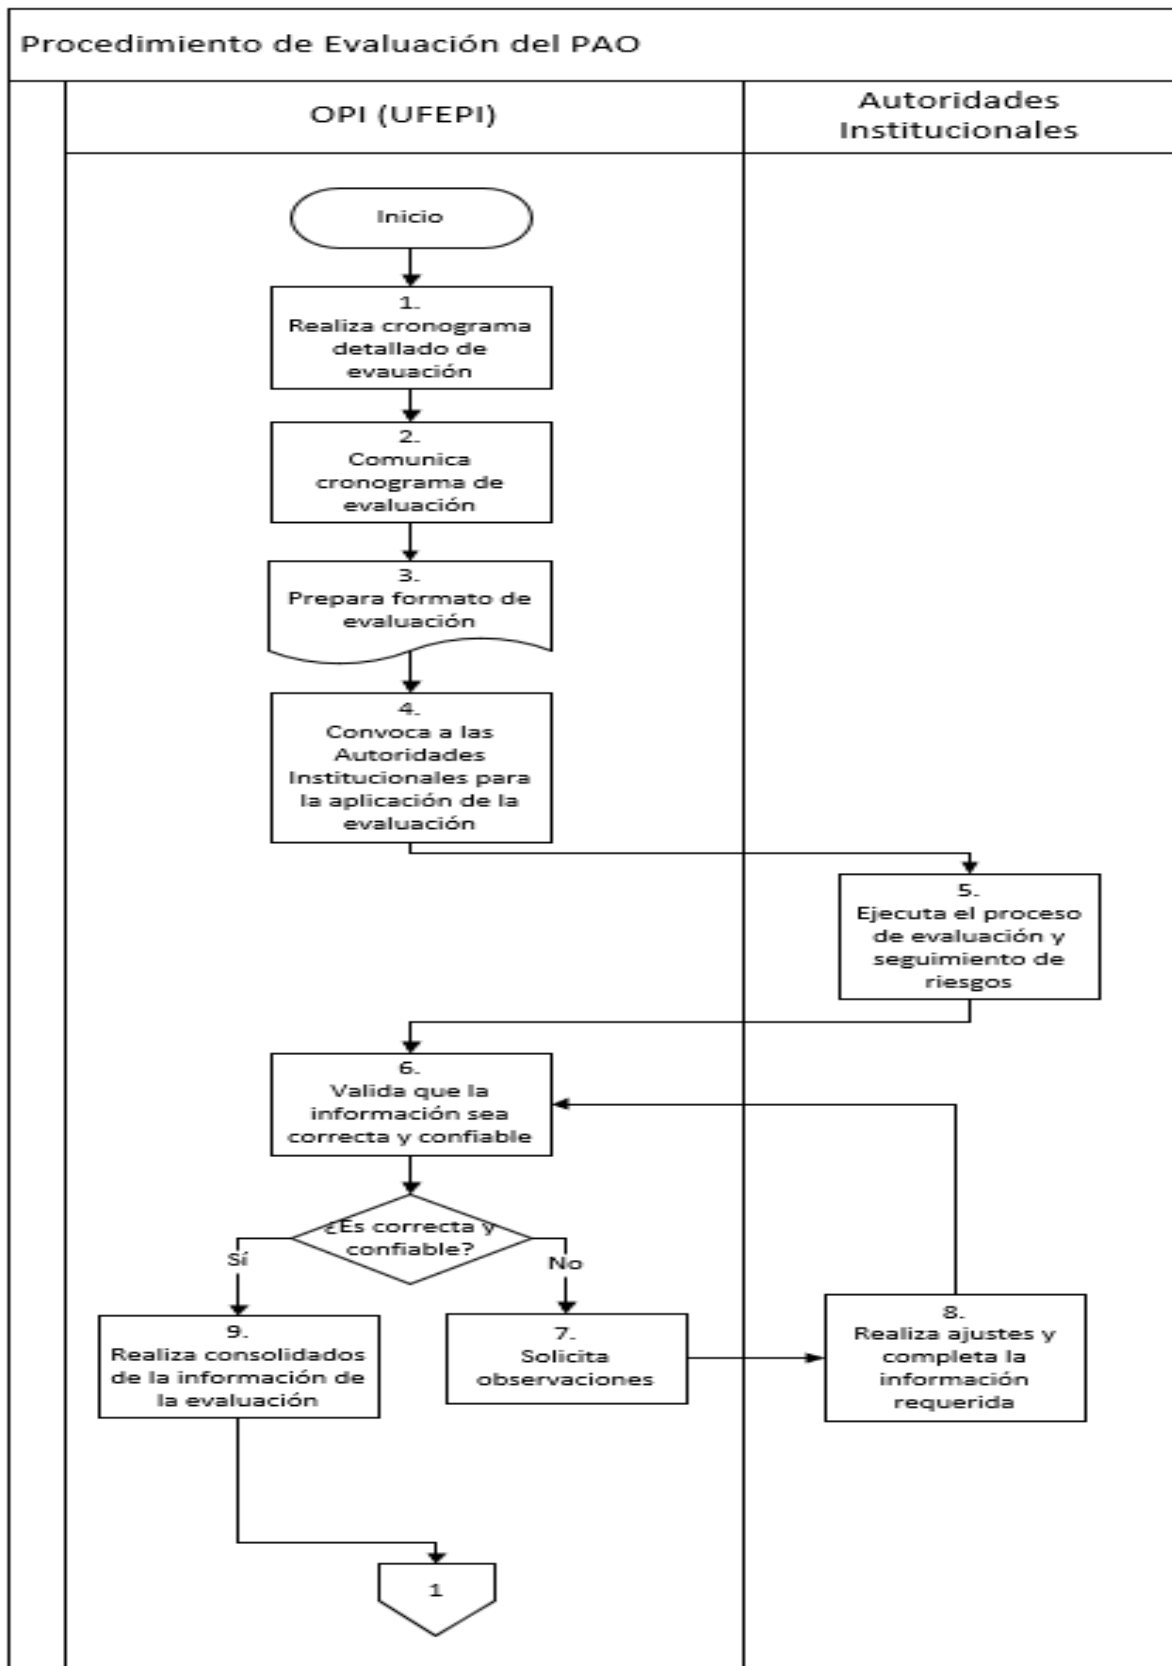 Procedimiento de Evaluación del PAO
OPI (UFEPI)
Autoridades
Institucionales
Inicio
1.
Realiza cronograma
detallado de
evauación
2.
Comunica
cronograma de
evaluación
3.
Prepara formato de
evaluación
4.
Convoca a las
Autoridades
Institucionales para
la aplicación de la
evaluación
5.
Ejecuta el proceso
de evaluación y
seguimiento de
riesgos
6.
Valida que la
información sea
correcta y confiable
¿Es correcta y
confiable?
Sí
No
9.
Realiza consolidados
de la información de
la evaluación
7.
Solicita
observaciones
8.
Realiza ajustes y
completa la
información
requerida
1